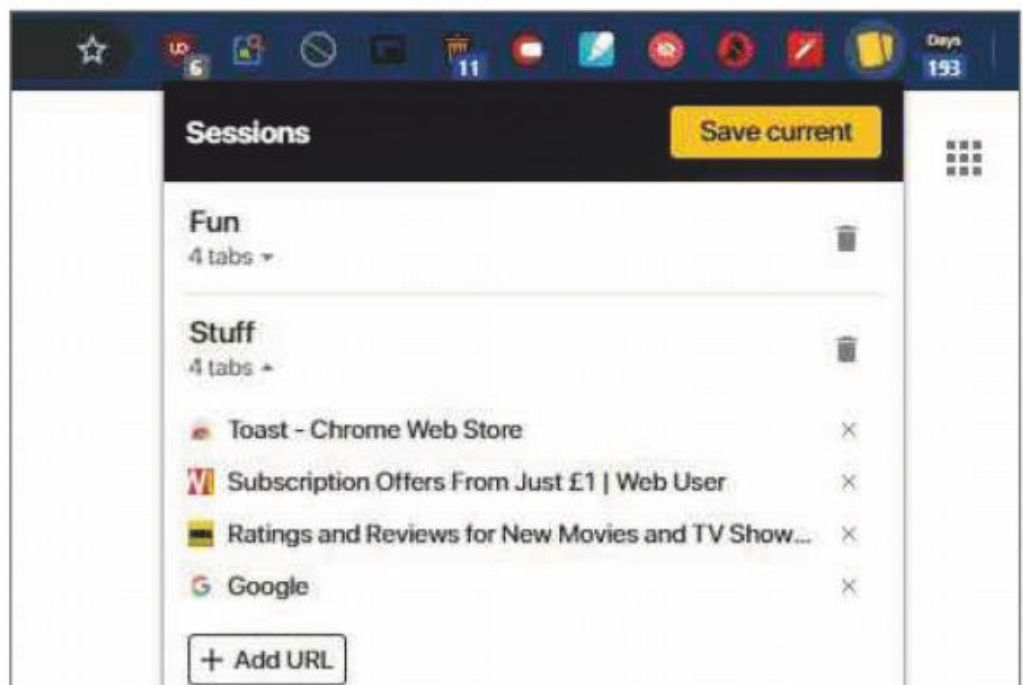 UO
6
11
Days
193
Sessions
Save current
Fun
4 tabs
Stuff
4 tabs
Toast - Chrome Web Store
Subscription Offers From Just £1 | Web User
Ratings and Reviews for New Movies and TV Show...
Google
+ Add URL